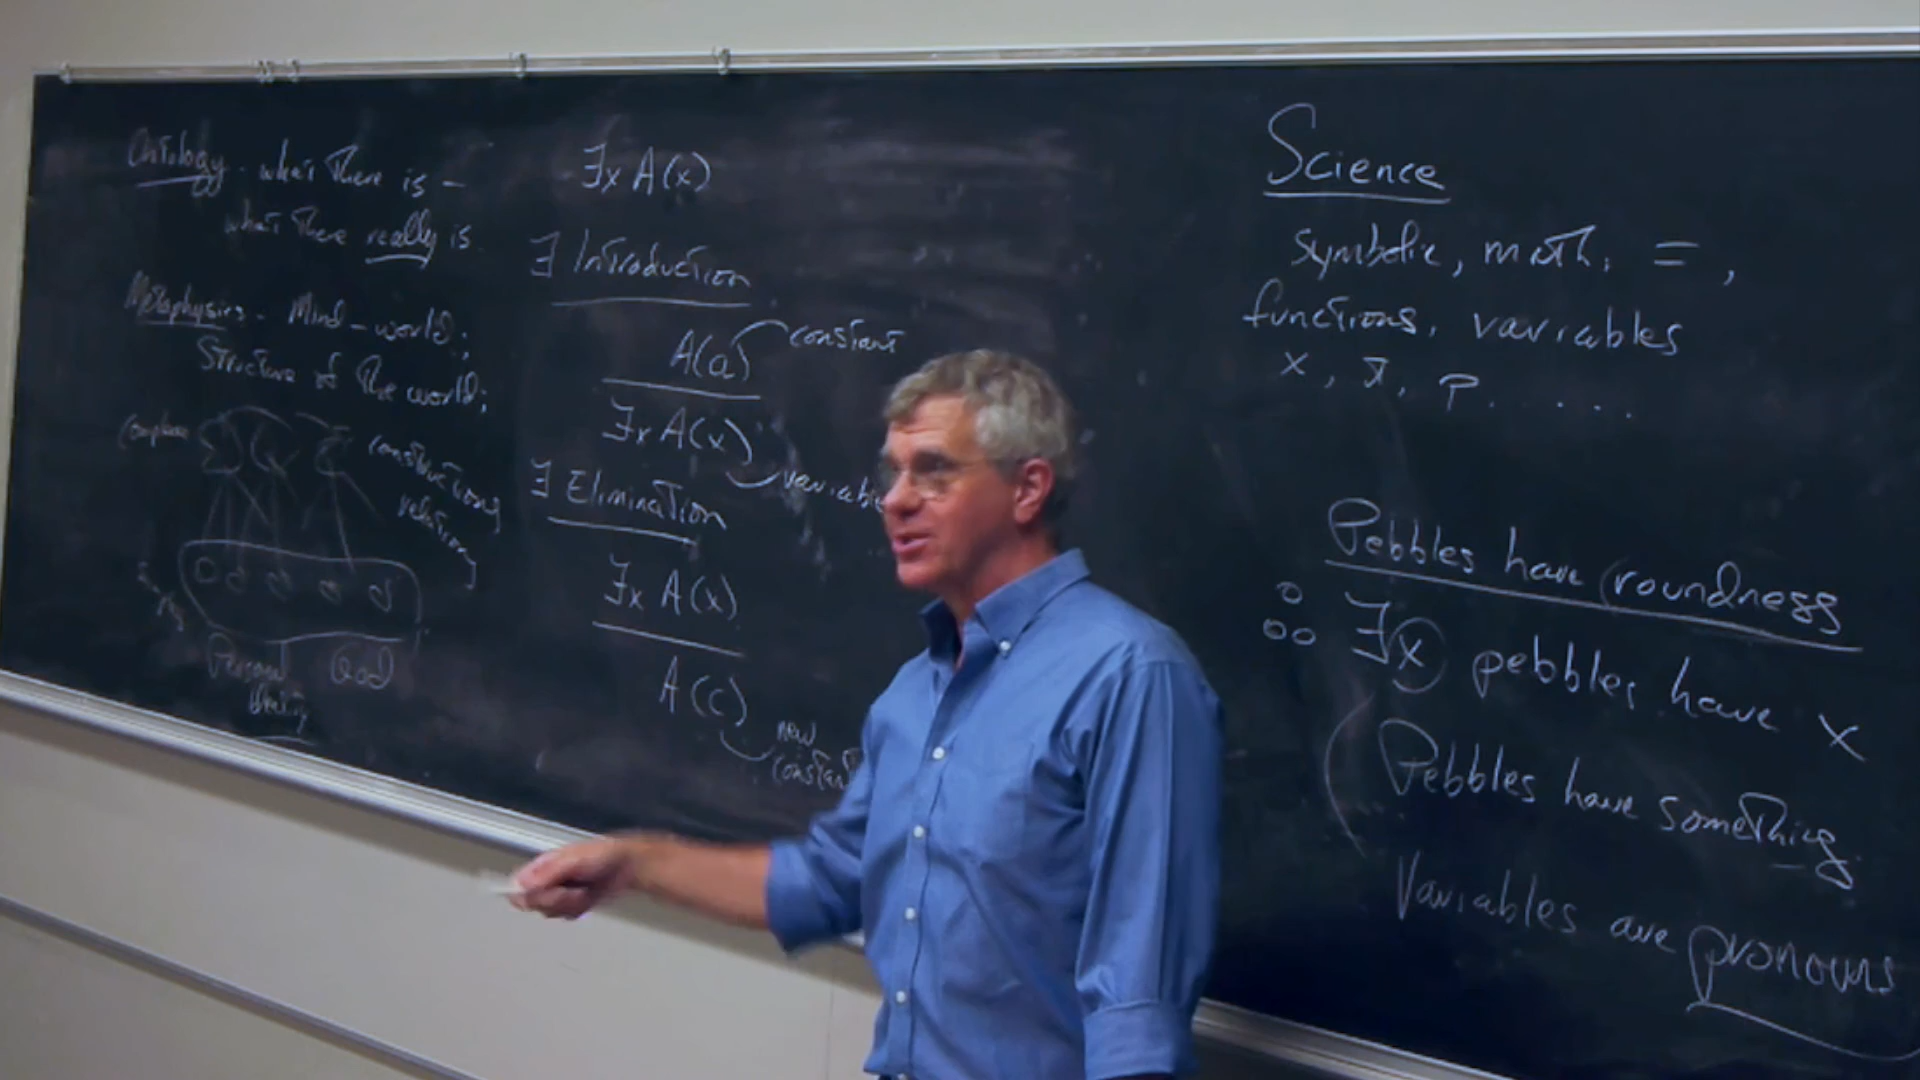 Ontology - what there is -
what there really is.
Metaphysics - Mind - world;
Structure of the world;
constructions,
relations
Personal God
∃x A(x)
∃ Introduction
A(a) constant
∃x A(x) variable
∃ Elimination
∃x A(x)
A(c) new
constant
Science
symbolic, math, =,
functions, variables
Pebbles have roundness
∃x pebbles have x
Pebbles have something.
Variables are pronouns